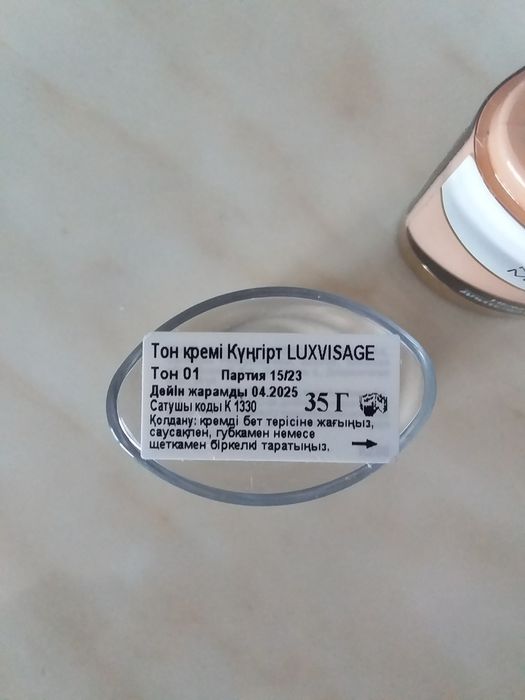 Тон кремі Күңгірт LUXVISAGE
Тон 01 Партия 15/23
Дейін жарамды 04.2025
Сатушы коды К 1330 35 Г
Қолдану: кремді бет терісіне жағыңыз,
саусақпен, губкамен немесе
щеткамен біркелкі таратыңыз.